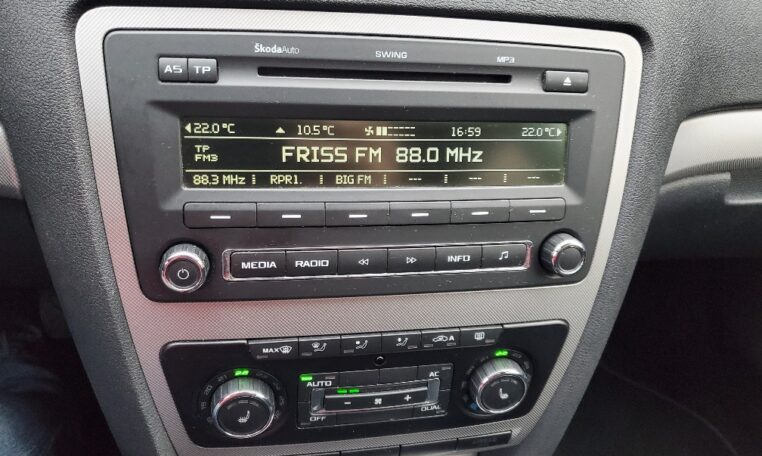 ŠkodaAuto SWING MP3
AS TP
22.0 °C 10.5 °C 16:59 22.0 °C
TP
FM3
FRISS FM 88.0 MHz
88.3 MHz RPR1. BIG FM --- --- ---
MEDIA RADIO INFO
MAX A
AUTO AC
OFF DUAL